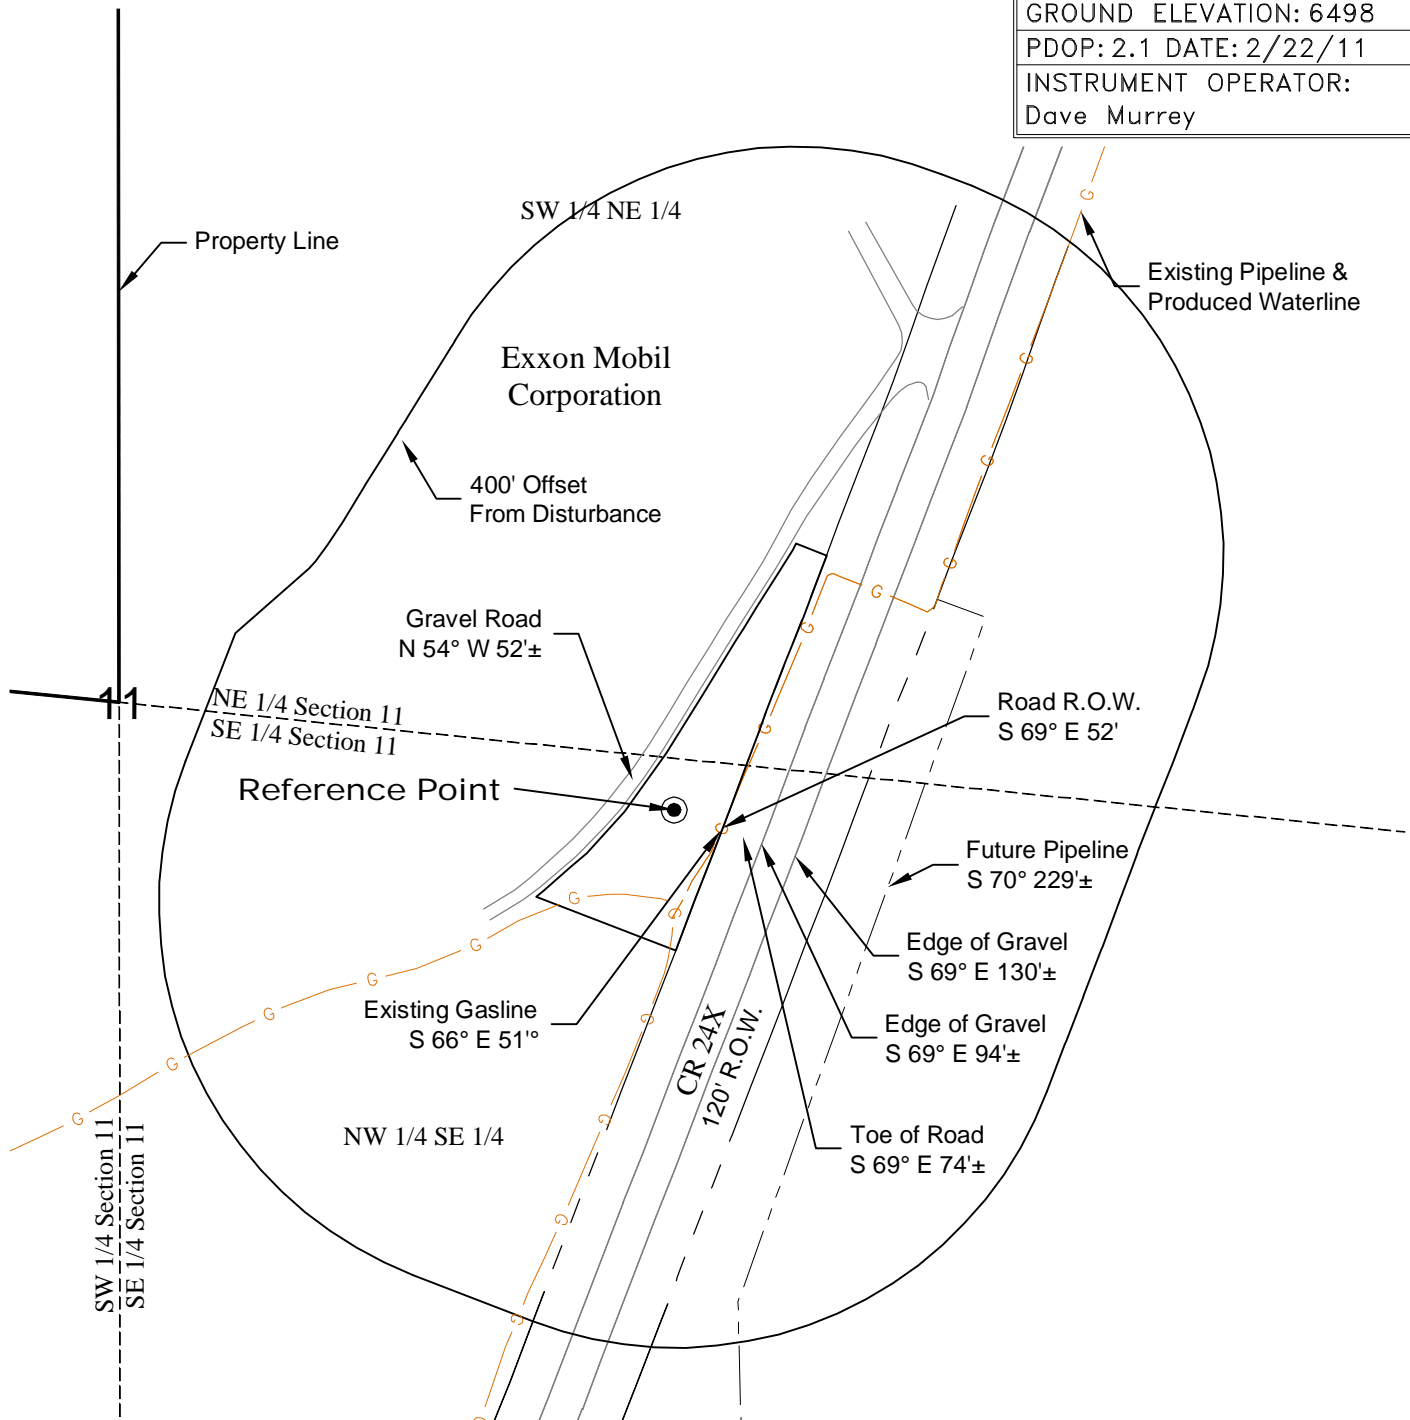 GROUND ELEVATION: 6498
PDOP: 2.1 DATE: 2/22/11
INSTRUMENT OPERATOR:
Dave Murrey
SW 1/4 NE 1/4
Property Line
Existing Pipeline &
Produced Waterline
Exxon Mobil
Corporation
400' Offset
From Disturbance
G
G
G
G
G
G
G
G
Gravel Road
N 54° W 52'±
11
NE 1/4 Section 11
SE 1/4 Section 11
Road R.O.W.
S 69° E 52'
Reference Point
Future Pipeline
S 70° 229'±
Edge of Gravel
S 69° E 130'±
G
G
G
G
G
G
G
Existing Gasline
S 66° E 51'°
Edge of Gravel
S 69° E 94'±
CR 24X
120' R.O.W.
G
G
G
G
G
NW 1/4 SE 1/4
Toe of Road
S 69° E 74'±
SW 1/4 Section 11
SE 1/4 Section 11